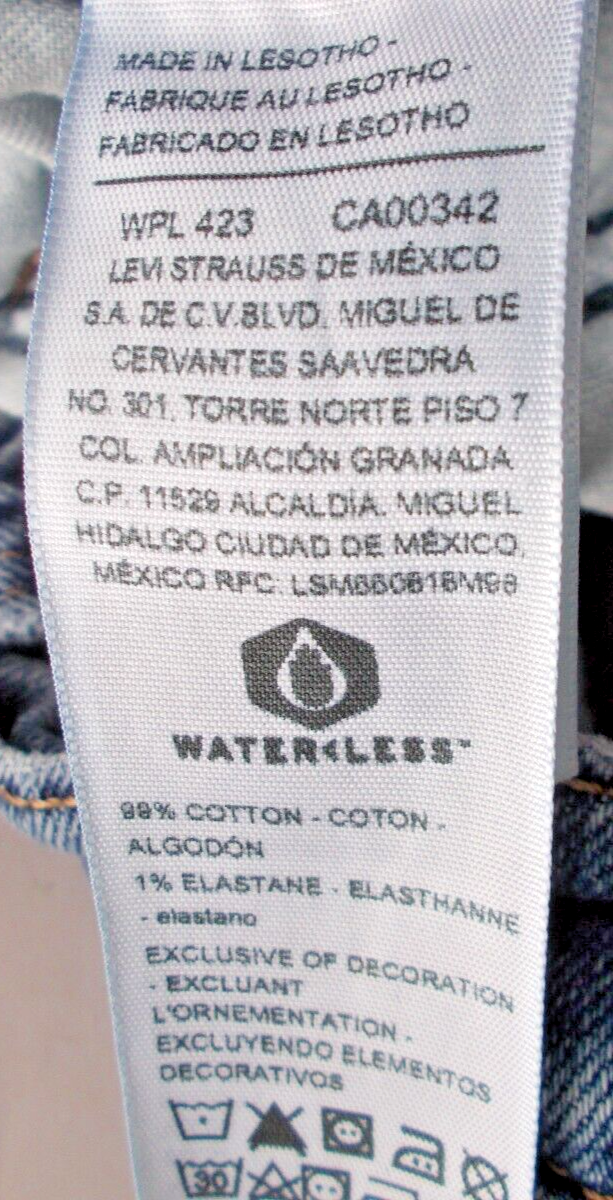 MADE IN LESOTHO -
FABRIQUE AU LESOTHO -
FABRICADO EN LESOTHO
WPL 423 CA00342
LEVI STRAUSS DE MÉXICO
S.A. DE C.V.BLVD. MIGUEL DE
CERVANTES SAAVEDRA
NO. 301. TORRE NORTE PISO 7
COL. AMPLIACIÓN GRANADA
C.P. 11529 ALCALDÍA. MIGUEL
HIDALGO CIUDAD DE MÉXICO,
MÉXICO RFC:
WATER<LESS™
99% COTTON - COTON -
ALGODÓN
1% ELASTANE - ELASTHANNE
- elastano
EXCLUSIVE OF DECORATION
- EXCLUANT
L'ORNEMENTATION -
EXCLUYENDO ELEMENTOS
DECORATIVOS
30